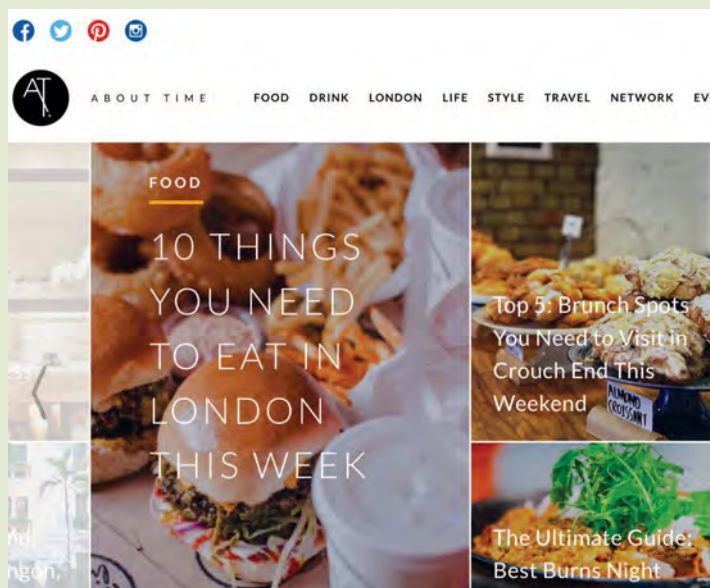 AT.
ABOUT TIME
FOOD DRINK LONDON LIFE STYLE TRAVEL NETWORK EV
FOOD
10 THINGS
YOU NEED
TO EAT IN
LONDON
THIS WEEK
Top 5: Brunch Spots
You Need to Visit in
Crouch End This
Weekend
ALMOND
CROISSANT
The Ultimate Guide:
Best Burns Night
ngon,